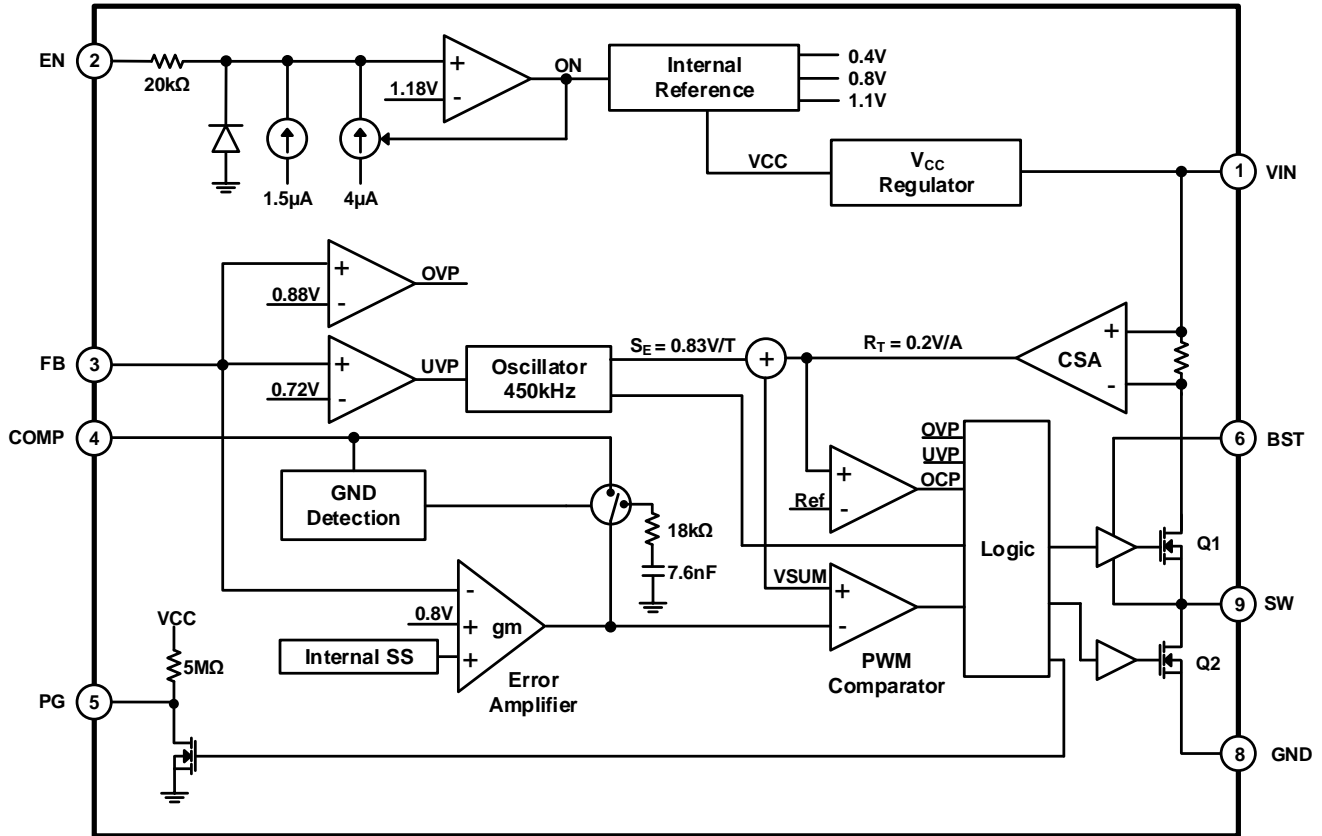 EN
2
20kΩ
1.5µA
4µA
+
-
1.18V
ON
Internal
Reference
0.4V
0.8V
1.1V
VCC
VCC
Regulator
1
VIN
+
-
0.88V
OVP
FB
3
+
-
0.72V
UVP
Oscillator
450kHz
SE = 0.83V/T
+
RT = 0.2V/A
CSA
+
-
COMP
4
GND
Detection
18kΩ
7.6nF
OVP
UVP
OCP
+
-
Ref
Logic
6
BST
Q1
VSUM
+
-
PWM
Comparator
9
SW
Q2
-
0.8V
+
+
gm
Internal SS
Error
Amplifier
VCC
5MΩ
PG
5
8
GND